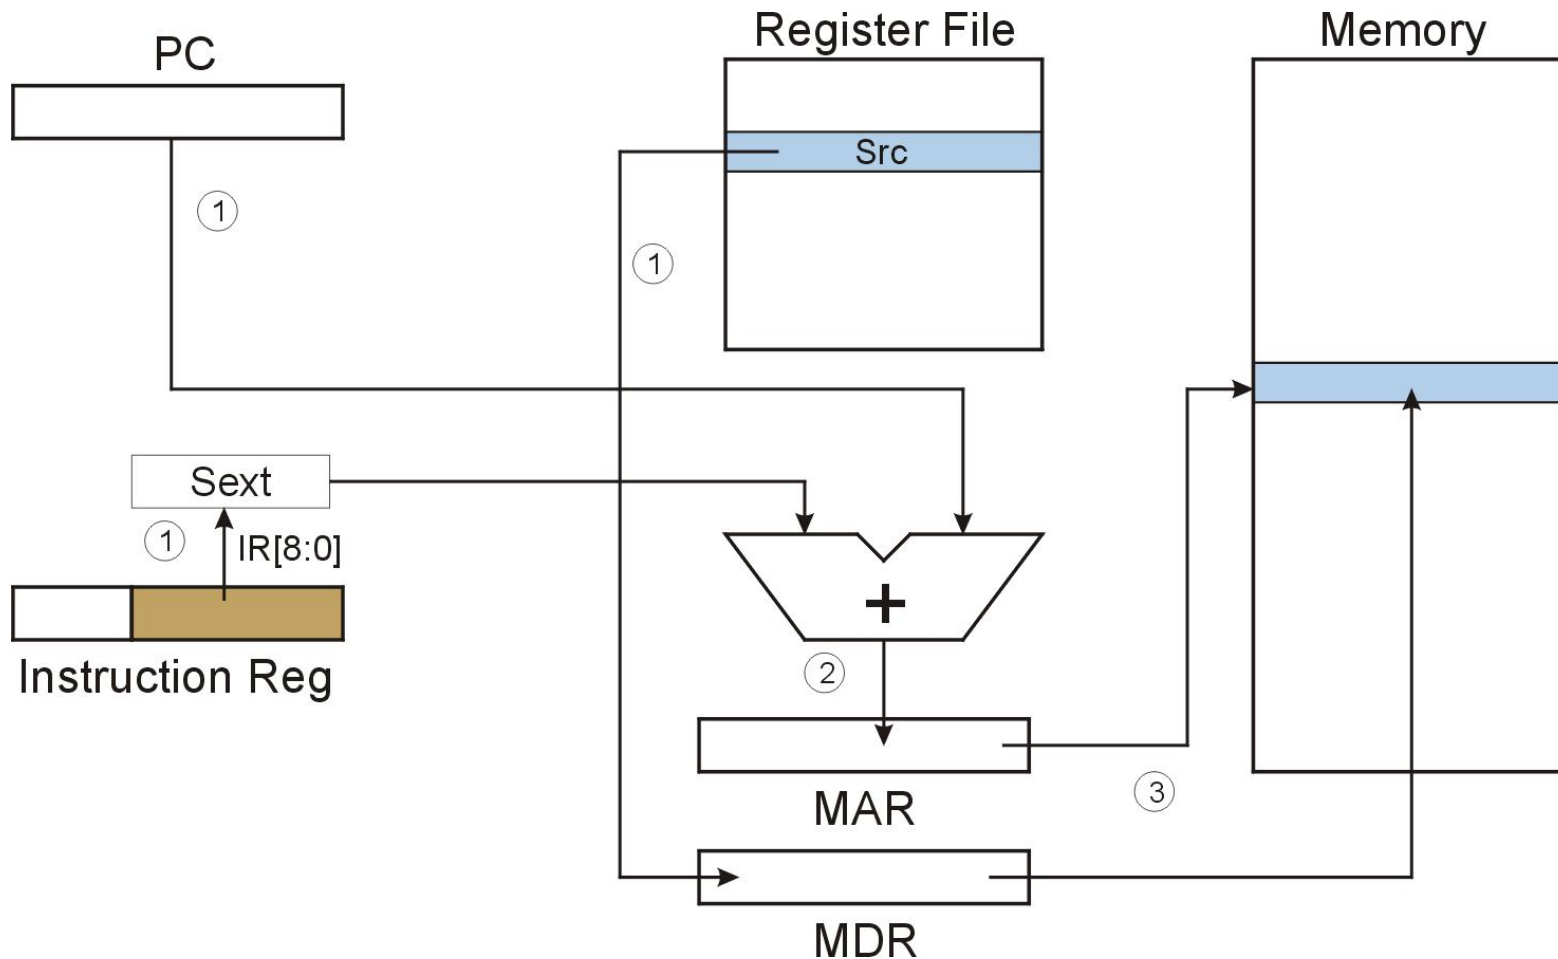 Register File
Memory
PC
Src
1
1
Sext
1
IR[8:0]
+
Instruction Reg
2
MAR
3
MDR